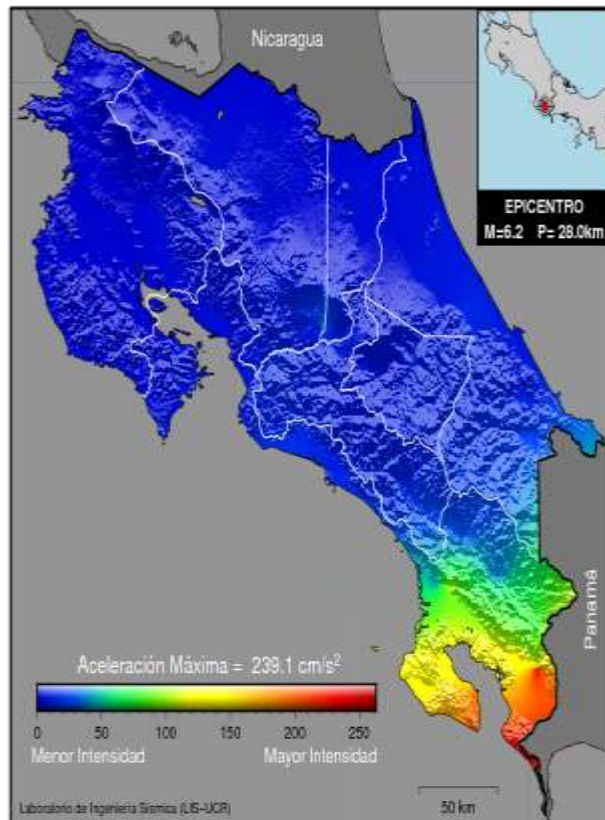 Nicaragua
EPICENTRO
M=6.2 P= 28.0km
Panamá
Aceleración Máxima = 239.1 cm/s²
0 50 100 150 200 250
Menor Intensidad Mayor Intensidad
50 km
Laboratorio de Ingeniería Sísmica (LIS-UCR)